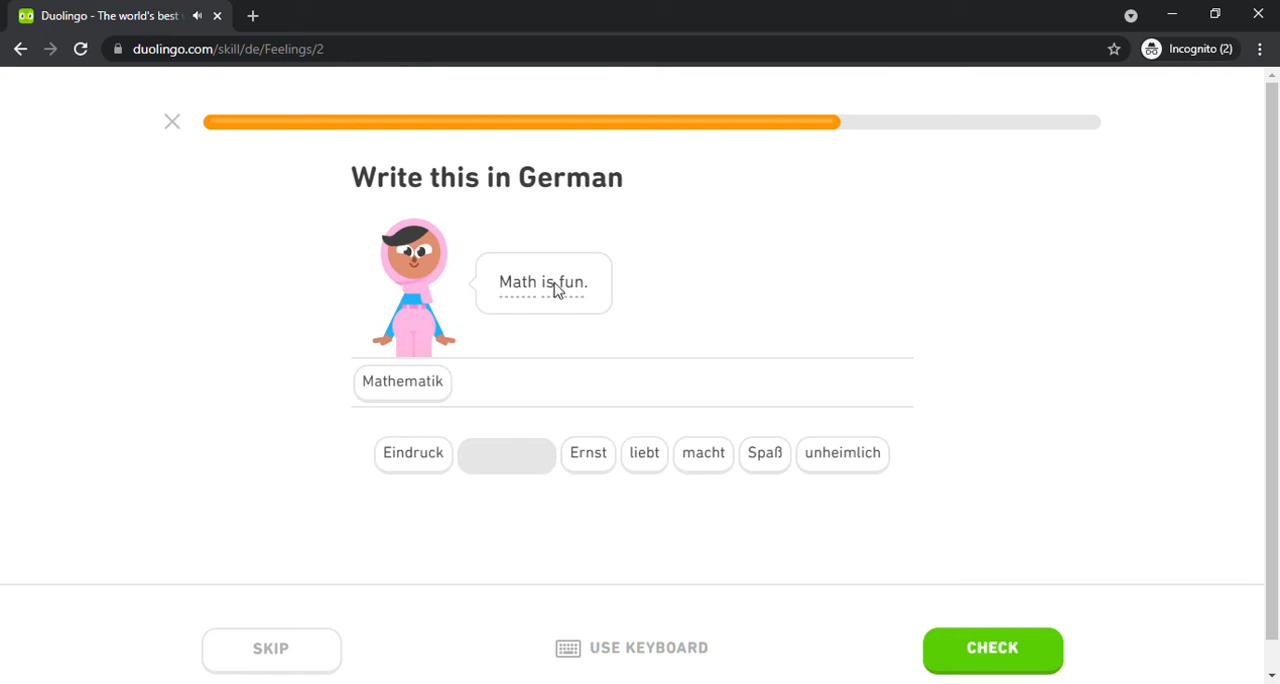 Duolingo - The world's best
duolingo.com/skill/de/Feelings/2
Incognito (2)
Write this in German
Math is fun.
Mathematik
Eindruck Ernst liebt macht Spaß unheimlich
SKIP USE KEYBOARD CHECK